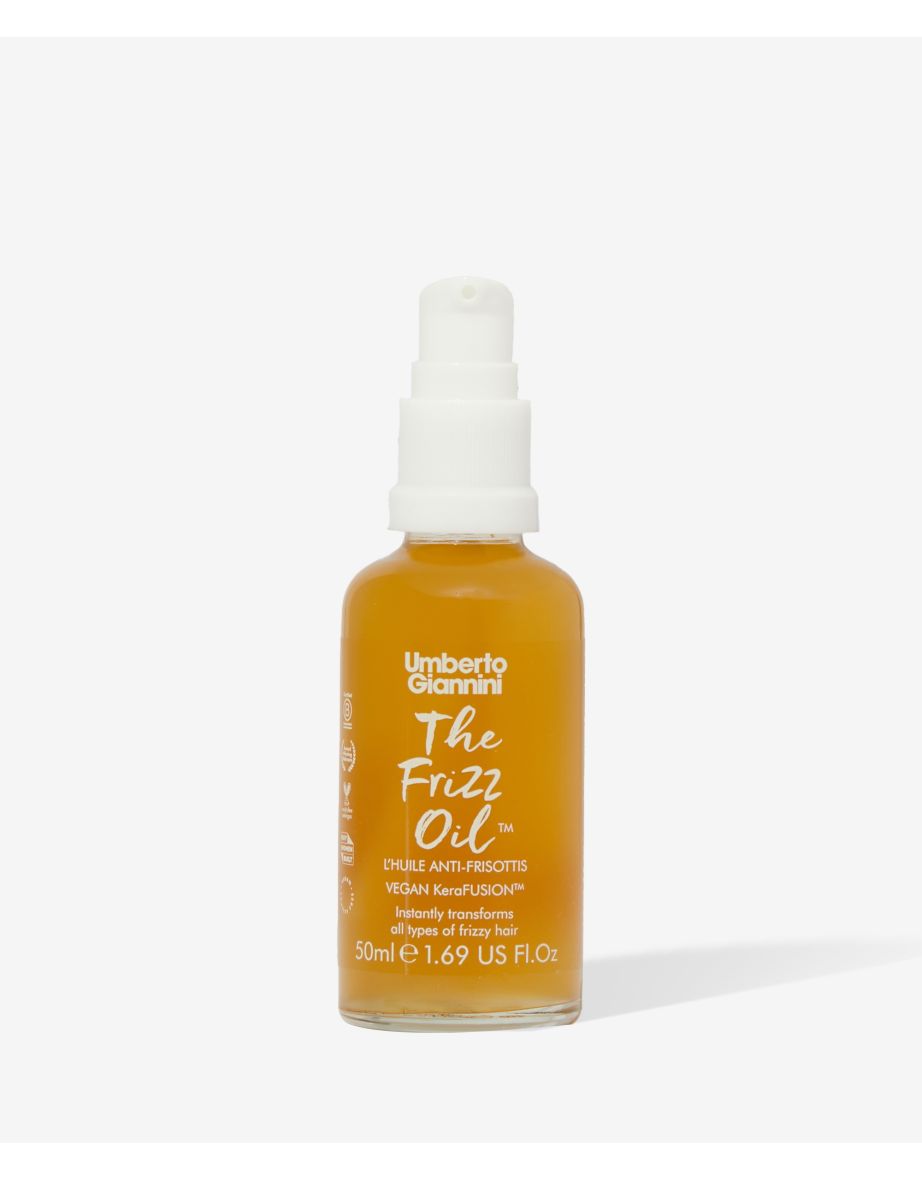 Umberto
Giannini
The
Frizz
Oil™
L'HUILE ANTI-FRISOTTIS
VEGAN KeraFUSION™
Instantly transforms
all types of frizzy hair
50ml ℮ 1.69 US Fl.Oz